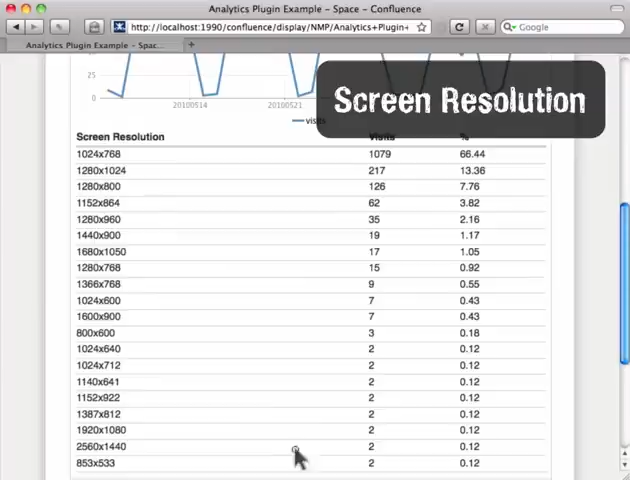 Analytics Plugin Example - Space - Confluence
http://localhost:1990/confluence/display/NMP/Analytics+Plugin+
Google
Analytics Plugin Example - Spac...
25
20100514
20100521
visits
Screen Resolution
Screen Resolution Visits %
1024x768 1079 66.44
1280x1024 217 13.36
1280x800 126 7.76
1152x864 62 3.82
1280x960 35 2.16
1440x900 19 1.17
1680x1050 17 1.05
1280x768 15 0.92
1366x768 9 0.55
1024x600 7 0.43
1600x900 7 0.43
800x600 3 0.18
1024x640 2 0.12
1024x712 2 0.12
1140x641 2 0.12
1152x922 2 0.12
1387x812 2 0.12
1920x1080 2 0.12
2560x1440 2 0.12
853x533 2 0.12